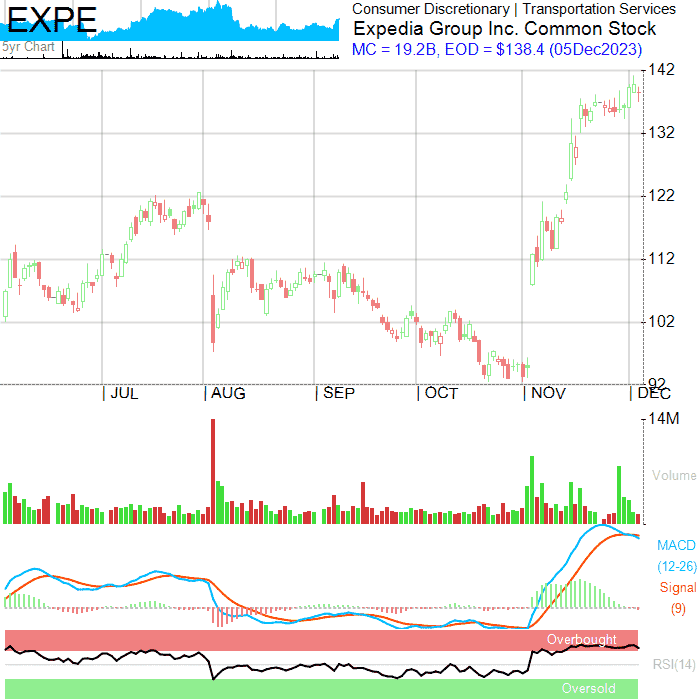 EXPE
5yr Chart
Consumer Discretionary | Transportation Services
Expedia Group Inc. Common Stock
MC = 19.2B, EOD = $138.4 (05Dec2023)
142
132
122
112
102
92
| JUL | AUG | SEP | OCT | NOV | DEC
14M
Volume
MACD
(12-26)
Signal
(9)
Overbought
RSI(14)
Oversold